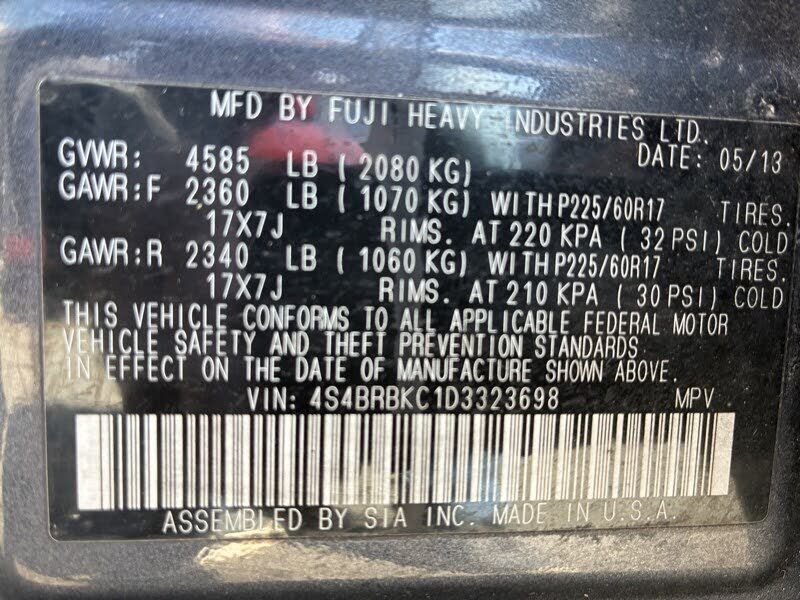 MFD BY FUJI HEAVY INDUSTRIES LTD.
DATE: 05/13
GVWR: 4585 LB ( 2080 KG)
GAWR:F 2360 LB ( 1070 KG) WITH P225/60R17 TIRES.
17X7J RIMS. AT 220 KPA ( 32 PSI) COLD
GAWR:R 2340 LB ( 1060 KG) WITH P225/60R17 TIRES.
17X7J RIMS. AT 210 KPA ( 30 PSI) COLD
THIS VEHICLE CONFORMS TO ALL APPLICABLE FEDERAL MOTOR
VEHICLE SAFETY AND THEFT PREVENTION STANDARDS
IN EFFECT ON THE DATE OF MANUFACTURE SHOWN ABOVE.
VIN: 4S4BRBKC1D3323698 MPV
ASSEMBLED BY SIA INC. MADE IN U.S.A.